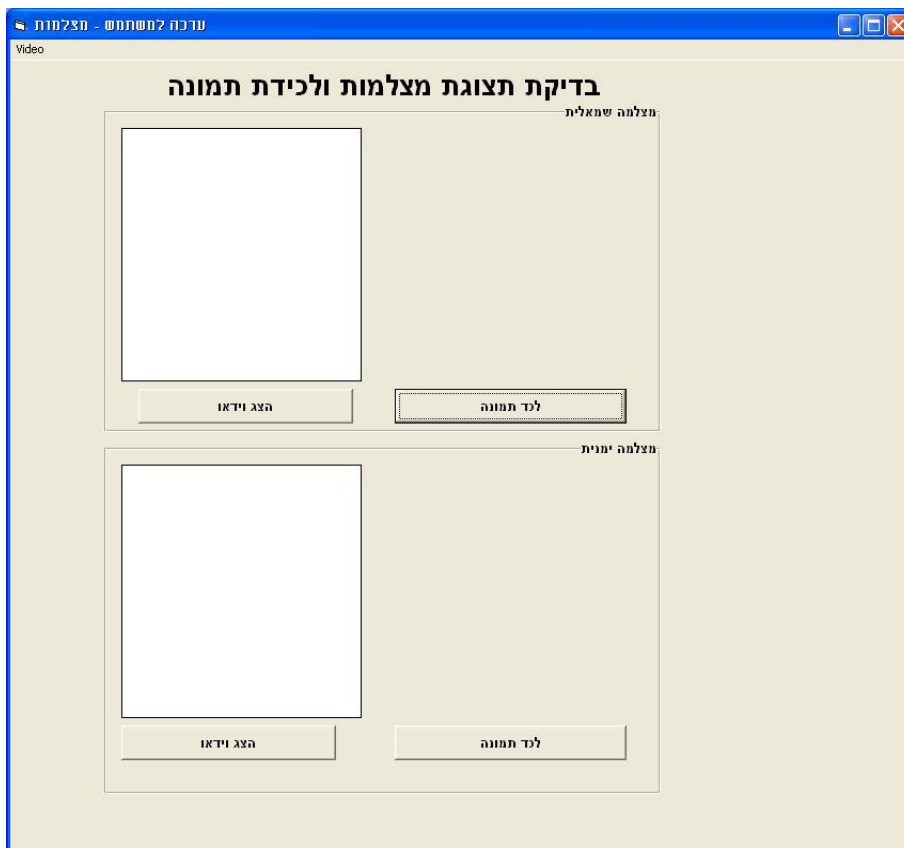 ערכה למשתמש - מצלמות
Video
בדיקת תצוגת מצלמות ולכידת תמונה
מצלמה שמאלית
הצג וידאו
לכד תמונה
מצלמה ימנית
הצג וידאו
לכד תמונה